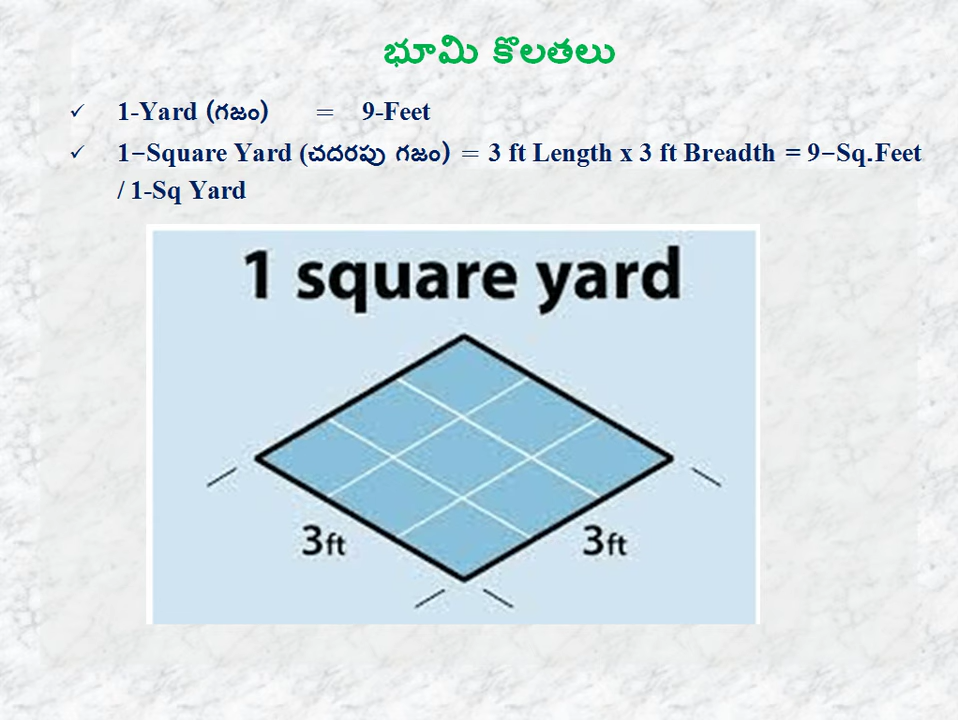 భూమి కొలతలు
✓ 1-Yard (గజం) = 9-Feet
✓ 1–Square Yard (చదరపు గజం) = 3 ft Length x 3 ft Breadth = 9–Sq.Feet
/ 1-Sq Yard
1 square yard
3ft 3ft